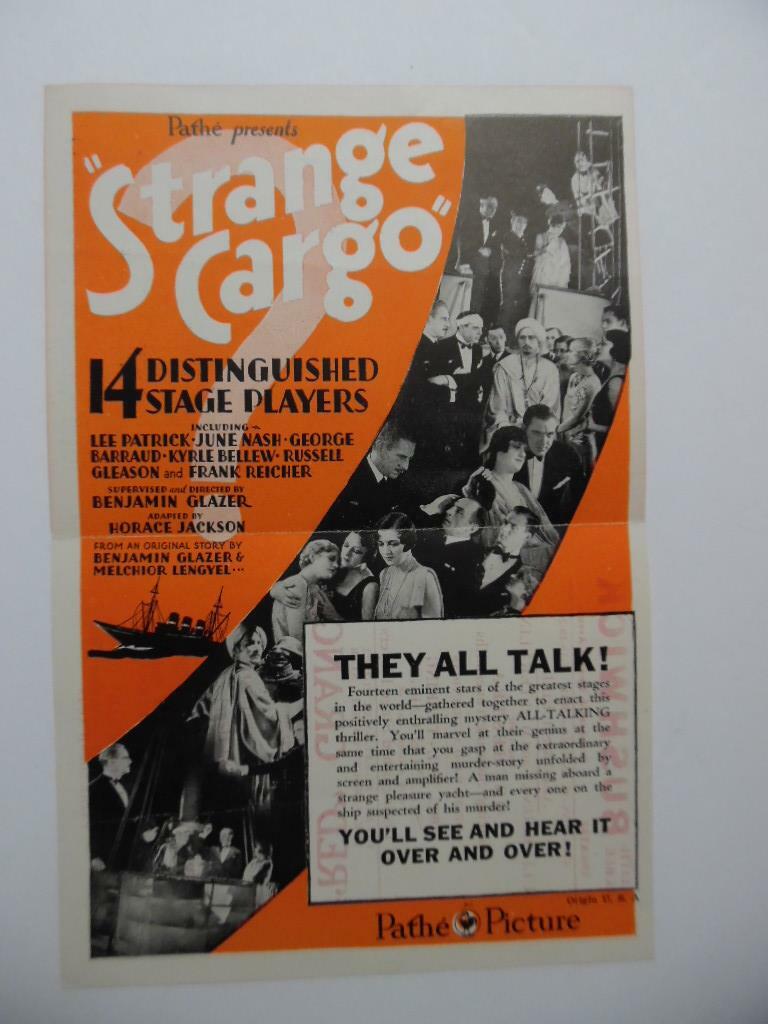 Pathé presents
"Strange
Cargo"
14 DISTINGUISHED
STAGE PLAYERS
INCLUDING ~
LEE PATRICK · JUNE NASH · GEORGE
BARRAUD · KYRLE BELLEW · RUSSELL
GLEASON and FRANK REICHER
SUPERVISED and DIRECTED BY
BENJAMIN GLAZER
ADAPTED BY
HORACE JACKSON
FROM AN ORIGINAL STORY BY
BENJAMIN GLAZER &
MELCHIOR LENGYEL···
THEY ALL TALK!
Fourteen eminent stars of the greatest stages
in the world—gathered together to enact this
positively enthralling mystery ALL-TALKING
thriller. You'll marvel at their genius at the
same time that you gasp at the extraordinary
and entertaining murder-story unfolded by
screen and amplifier! A man missing aboard a
strange pleasure yacht—and every one on the
ship suspected of his murder!
YOU'LL SEE AND HEAR IT
OVER AND OVER!
Origin U. S. A
Pathé Picture